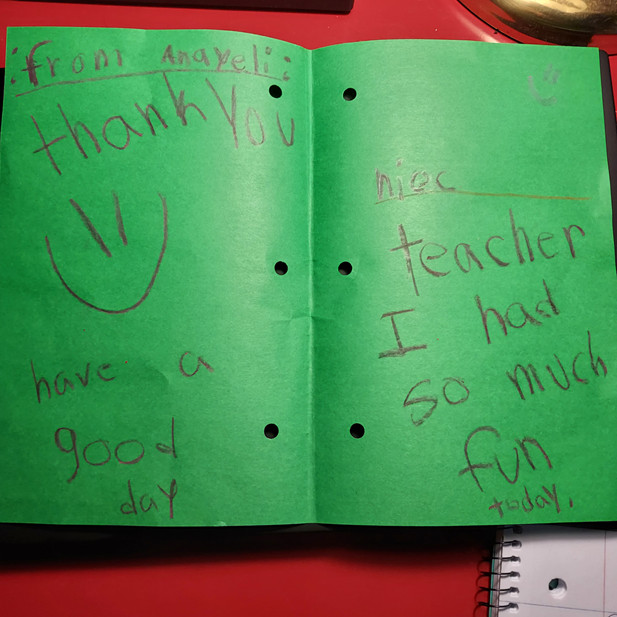 :from Anayeli:
thank You
have a
good
day
niec
teacher
I had
so much
fun
today.